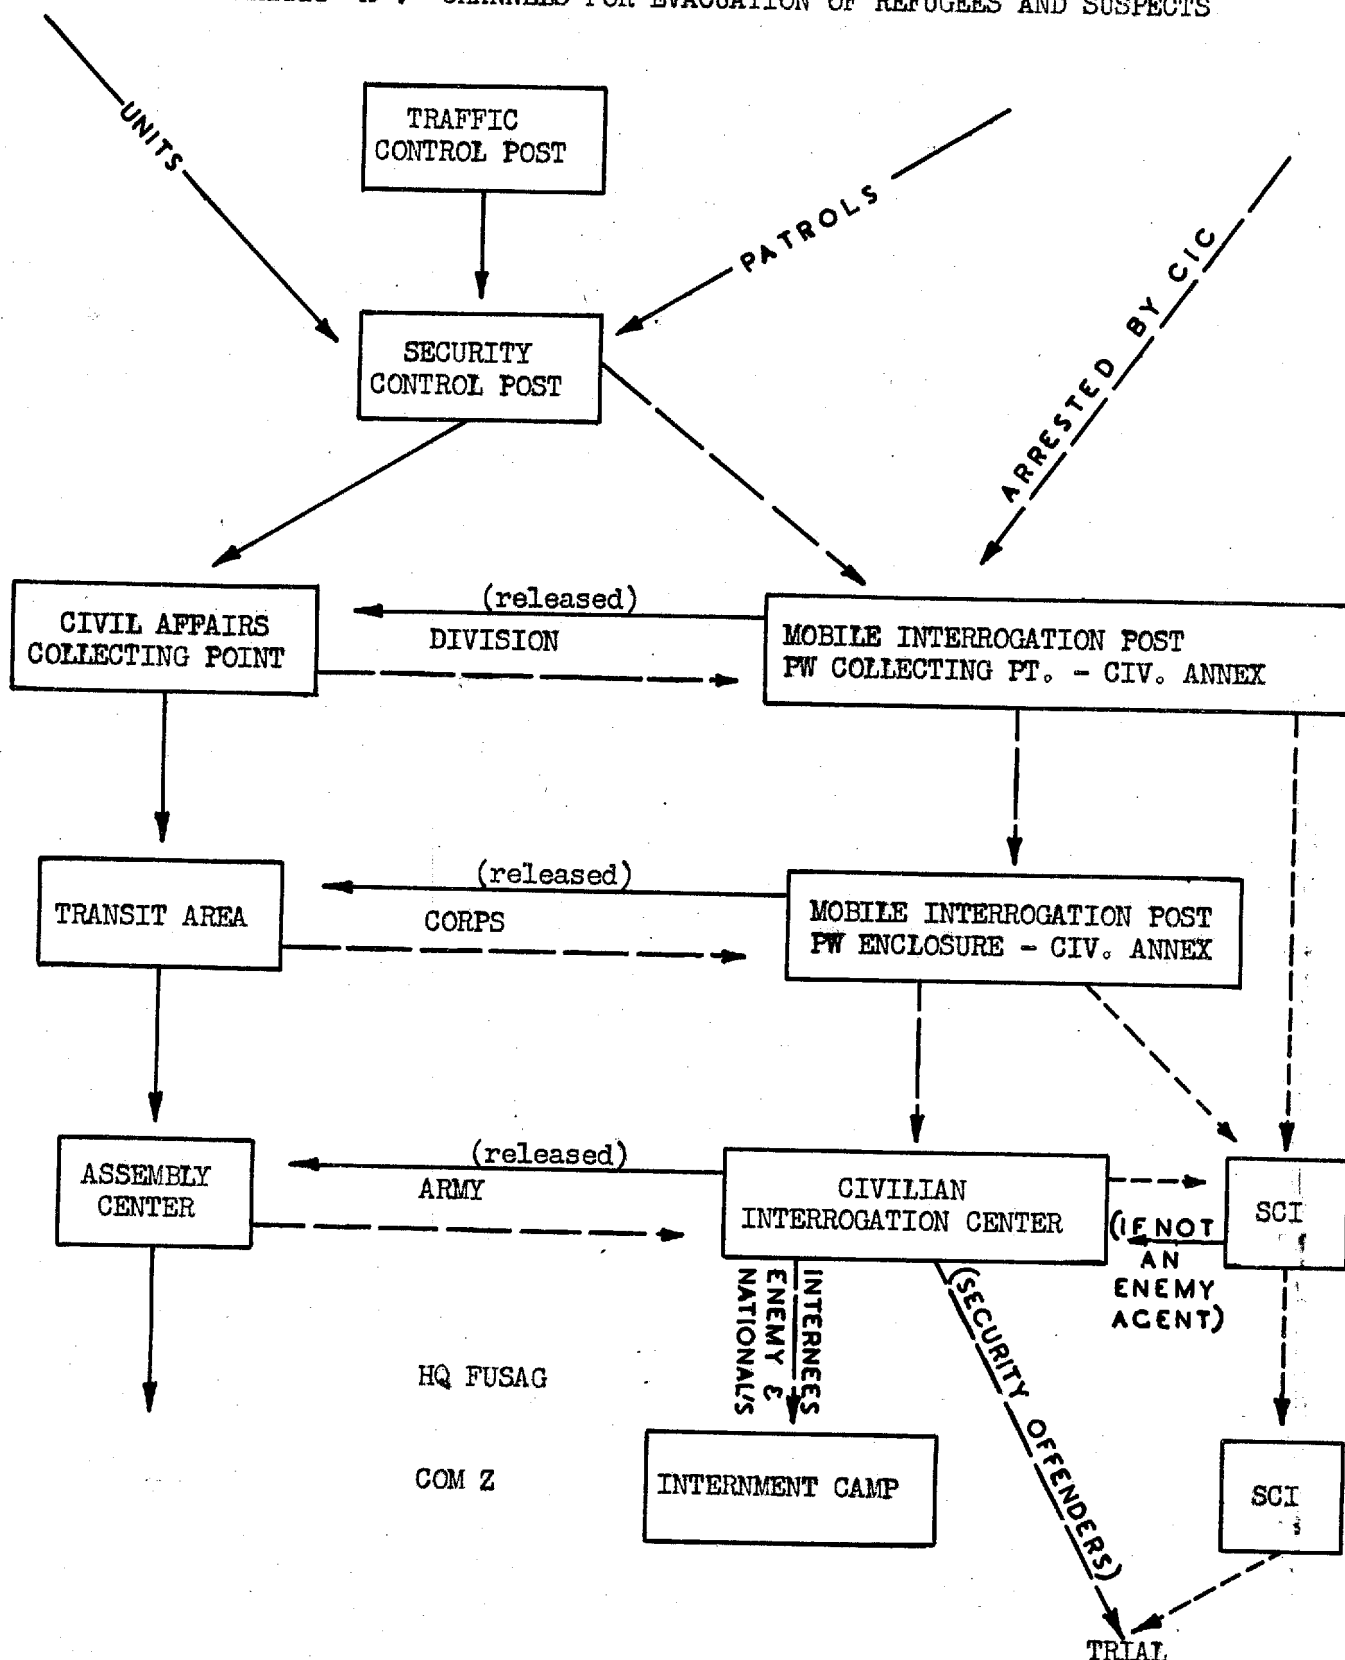 CHANNELS FOR EVACUATION OF REFUGEES AND SUSPECTS
UNITS
TRAFFIC
CONTROL POST
PATROLS
ARRESTED BY CIC
SECURITY
CONTROL POST
CIVIL AFFAIRS
COLLECTING POINT
(released)
DIVISION
MOBILE INTERROGATION POST
PW COLLECTING PT. - CIV. ANNEX
TRANSIT AREA
(released)
CORPS
MOBILE INTERROGATION POST
PW ENCLOSURE - CIV. ANNEX
ASSEMBLY
CENTER
(released)
ARMY
CIVILIAN
INTERROGATION CENTER
(IF NOT
AN
ENEMY
AGENT)
SCI
INTERNEES
ENEMY &
NATIONAL'S
(SECURITY OFFENDERS)
HQ FUSAG
COM Z
INTERNMENT CAMP
SCI
TRIAL